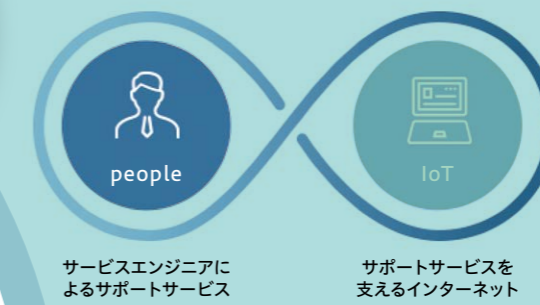 people
IoT
サービスエンジニアに
よるサポートサービス
サポートサービスを
支えるインターネット